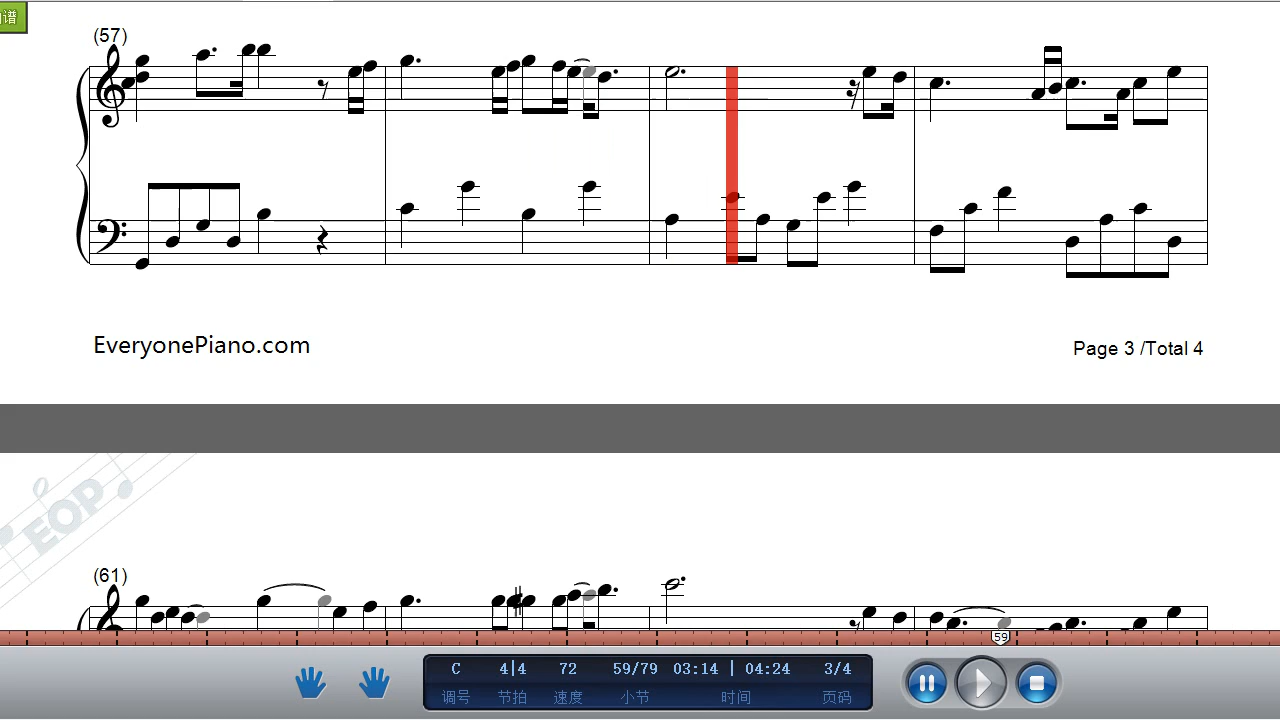 谱
(57)
EveryonePiano.com
Page 3 /Total 4
EOP
(61)
59
C 4|4 72 59/79 03:14 | 04:24 3/4
调号 节拍 速度 小节 时间 页码